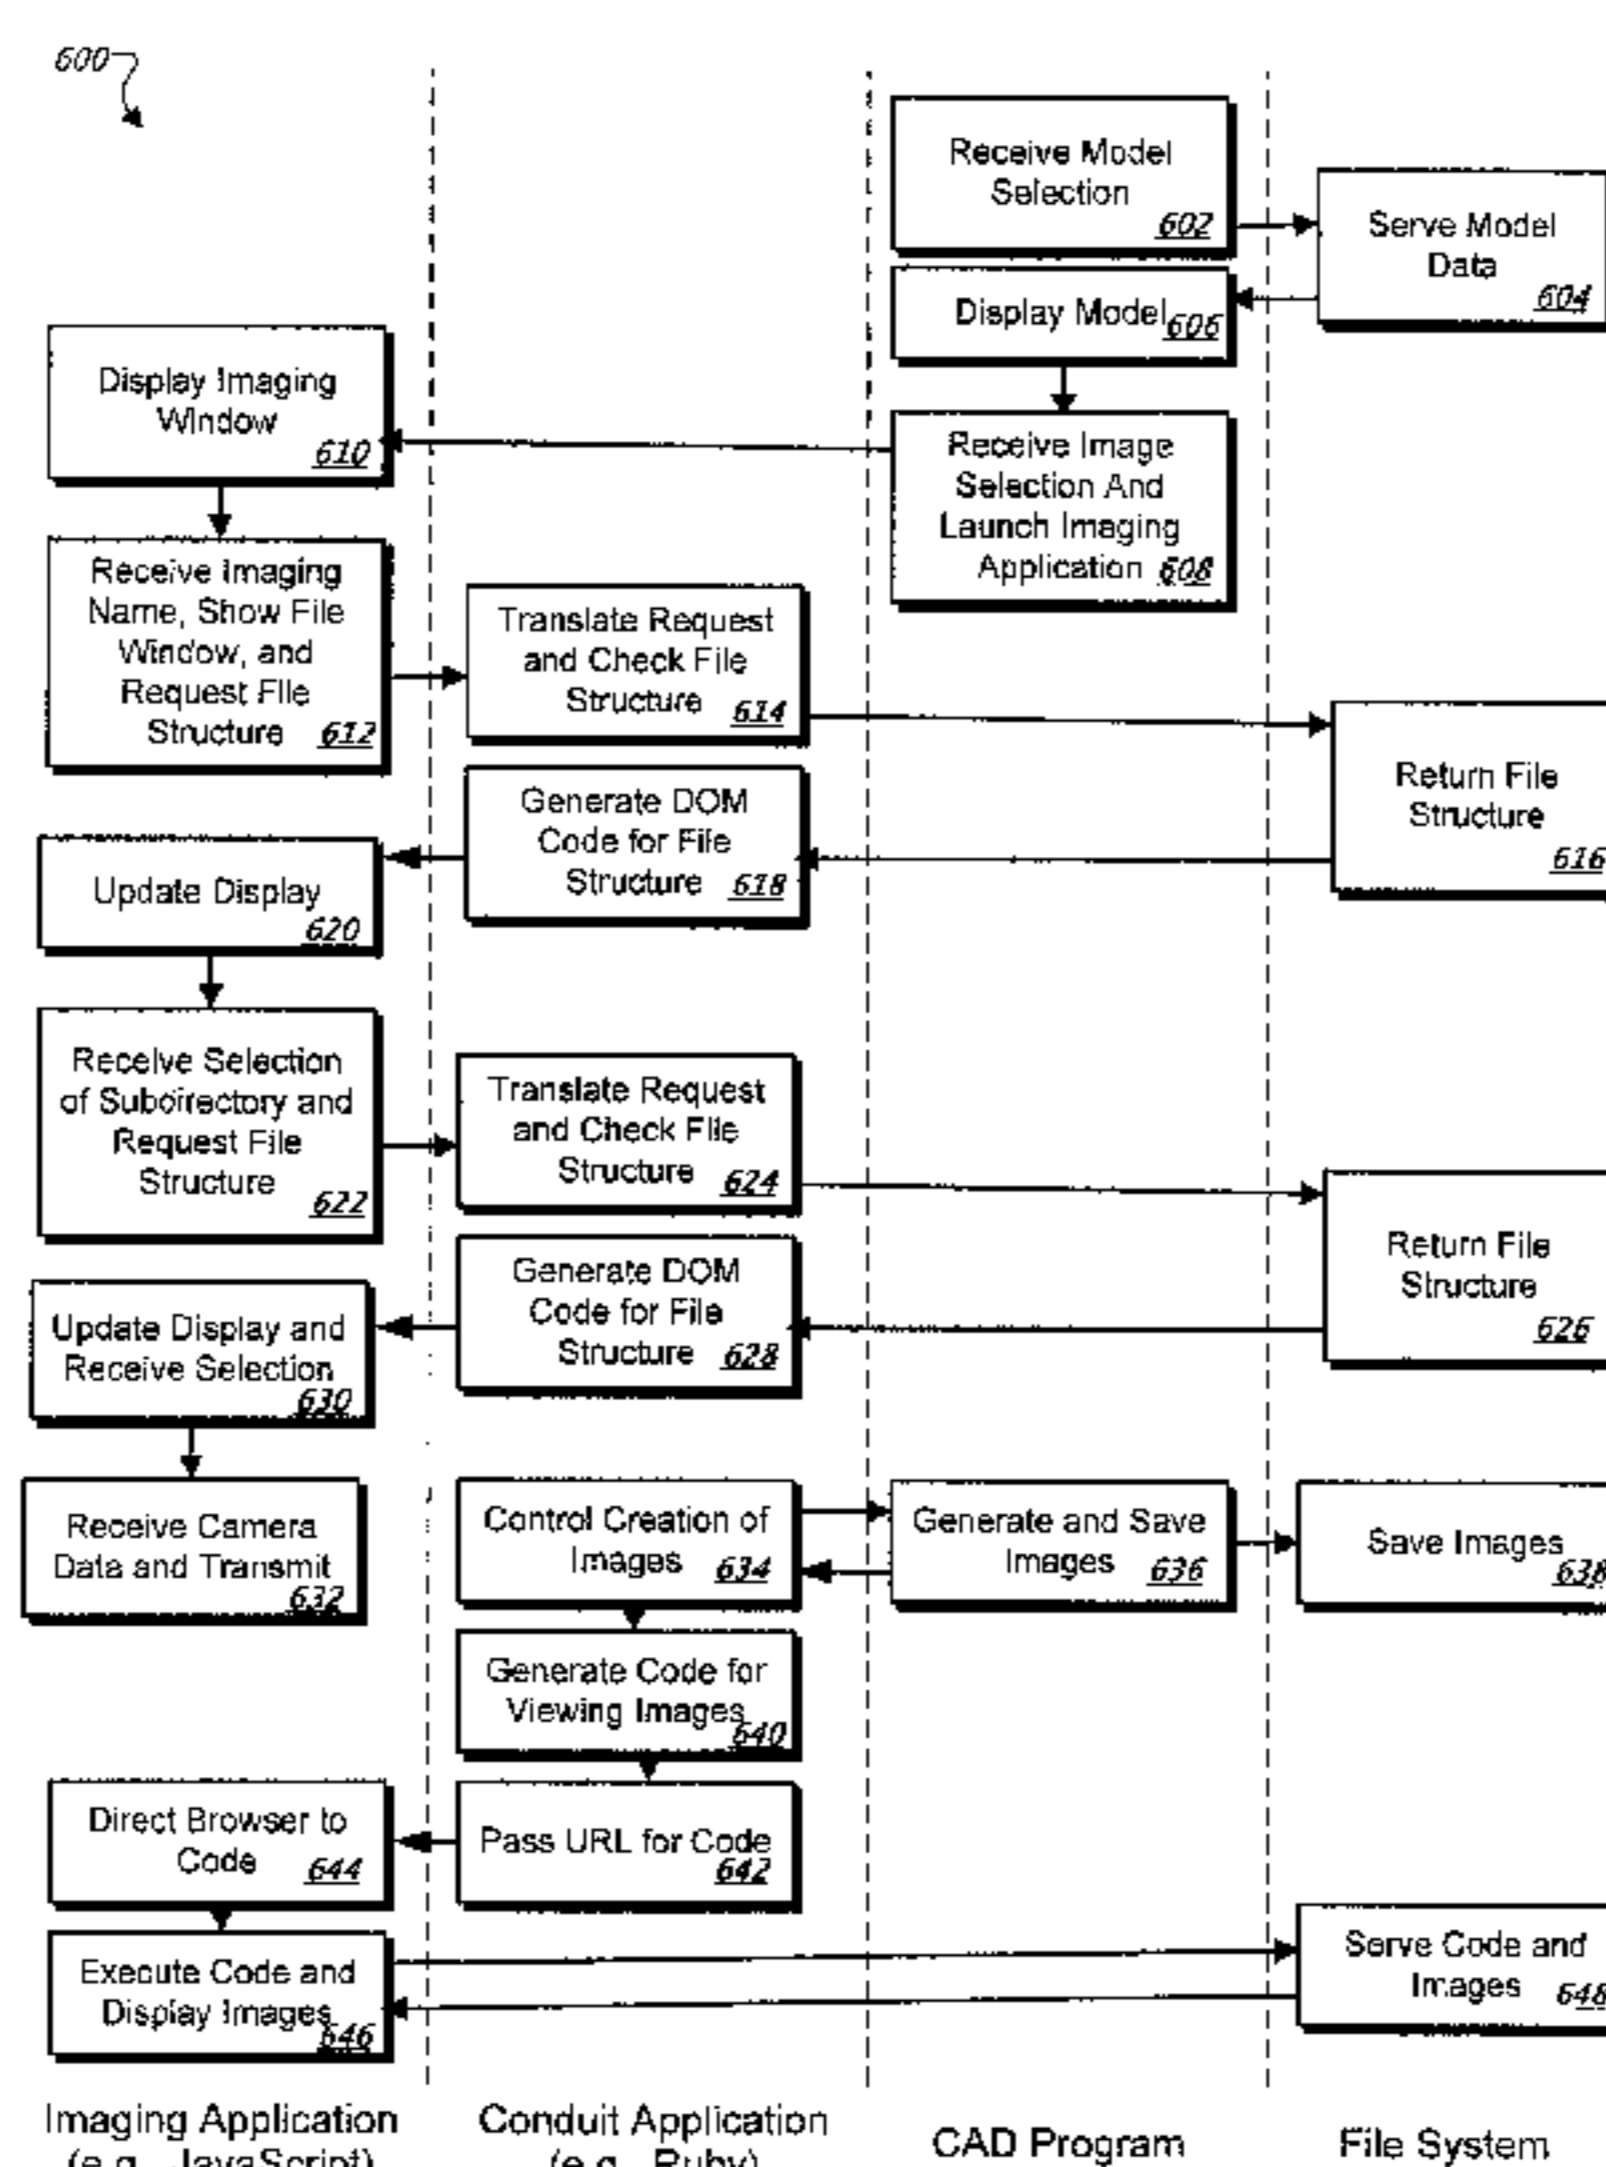 600
Receive Model
Selection
602
Serve Model
Data
604
Display Model
606
Display Imaging
Window
610
Receive Image
Selection And
Launch Imaging
Application 608
Receive Imaging
Name, Show File
Window, and
Request File
Structure 612
Translate Request
and Check File
Structure 614
Return File
Structure
616
Generate DOM
Code for File
Structure 618
Update Display
620
Receive Selection
of Subdirectory and
Request File
Structure
622
Translate Request
and Check File
Structure 624
Return File
Structure
626
Generate DOM
Code for File
Structure 628
Update Display and
Receive Selection
630
Receive Camera
Data and Transmit
632
Control Creation of
Images 634
Generate and Save
Images 636
Save Images
638
Generate Code for
Viewing Images
640
Pass URL for Code
642
Direct Browser to
Code 644
Execute Code and
Display Images
646
Serve Code and
Images 648
Imaging Application
(e.g., JavaScript)
Conduit Application
(e.g., Ruby)
CAD Program
File System